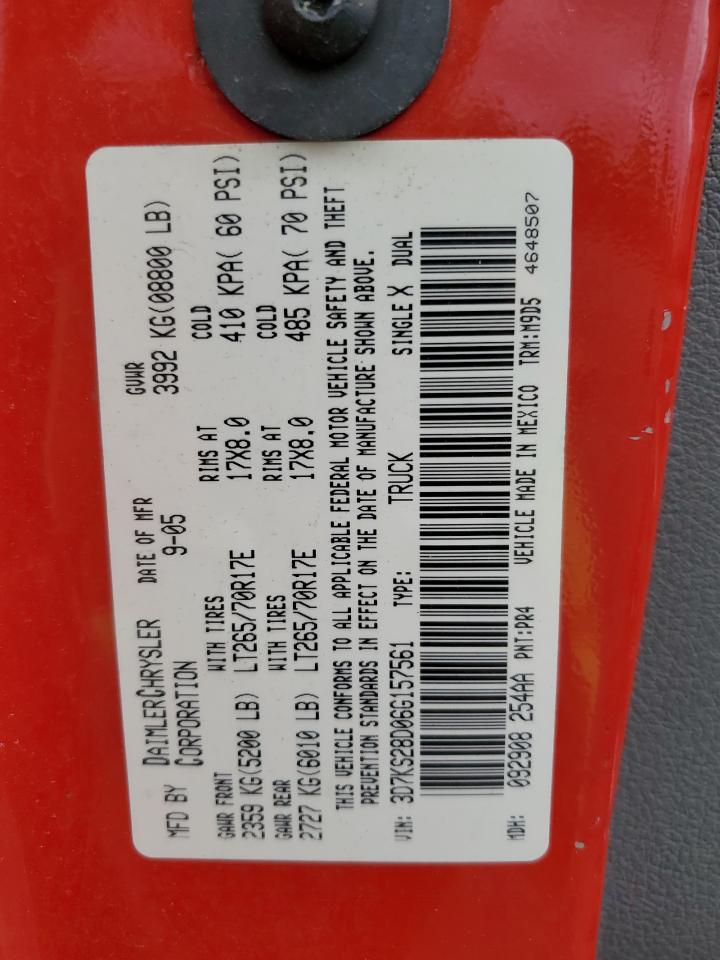 MFD BY DAIMLERCHRYSLER CORPORATION DATE OF MFR 9-05 GVWR 3992 KG(08800 LB)
GAWR FRONT WITH TIRES RIMS AT COLD
2359 KG(5200 LB) LT265/70R17E 17X8.0 410 KPA( 60 PSI)
GAWR REAR WITH TIRES RIMS AT COLD
2727 KG(6010 LB) LT265/70R17E 17X8.0 485 KPA( 70 PSI)
THIS VEHICLE CONFORMS TO ALL APPLICABLE FEDERAL MOTOR VEHICLE SAFETY AND THEFT
PREVENTION STANDARDS IN EFFECT ON THE DATE OF MANUFACTURE SHOWN ABOVE.
VIN: 3D7KS28D06G157561 TYPE: TRUCK SINGLE X DUAL
MDH: 092908 254AA PNT:PR4 VEHICLE MADE IN MEXICO TRM:M9D5
4648507